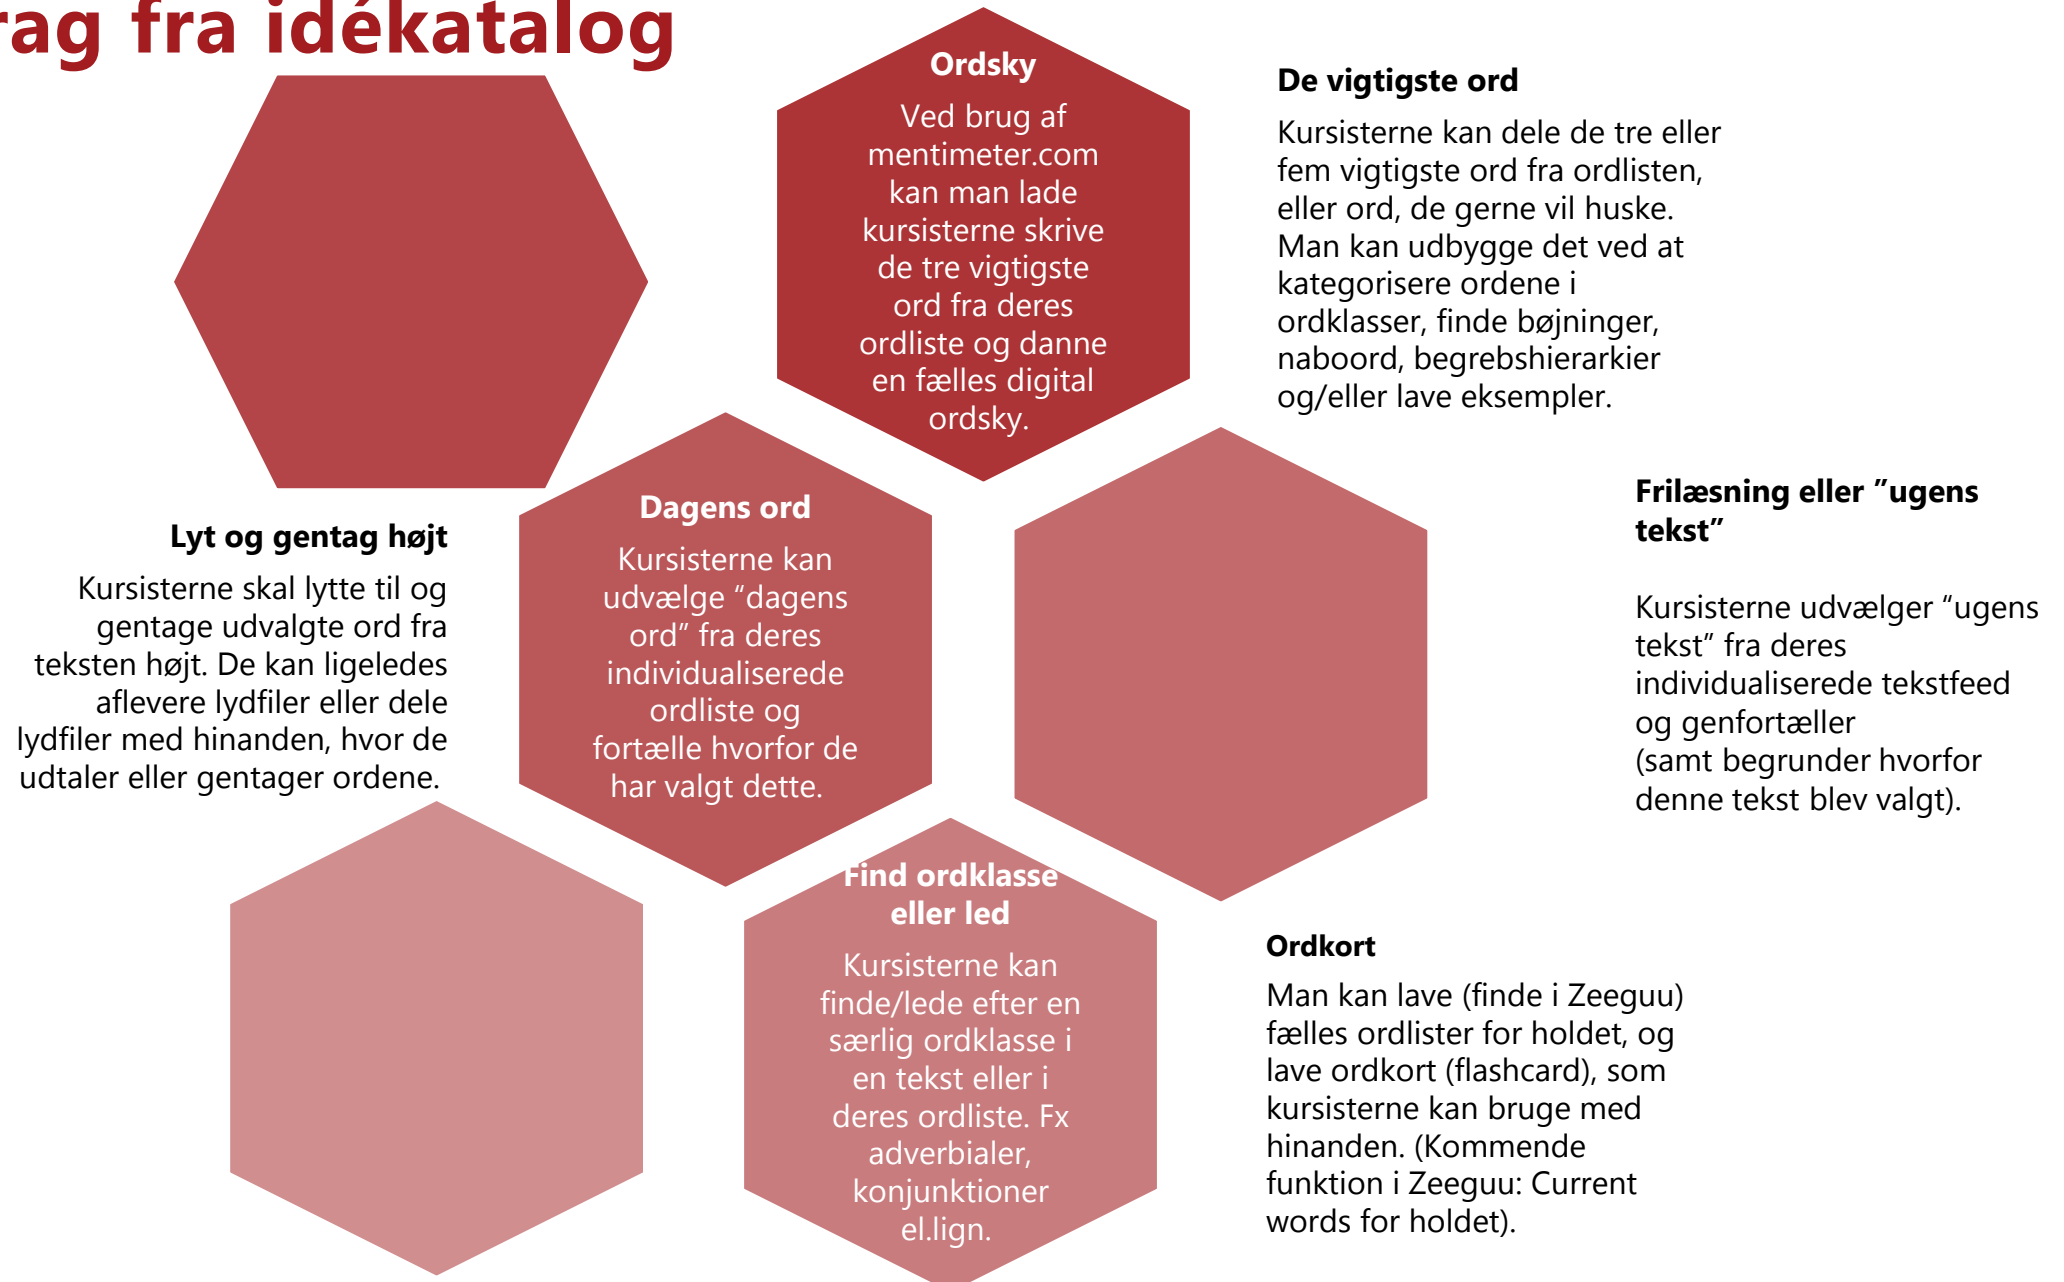 rag fra idékatalog
Ordsky
Ved brug af
mentimeter.com
kan man lade
kursisterne skrive
de tre vigtigste
ord fra deres
ordliste og danne
en fælles digital
ordsky.
De vigtigste ord
Kursisterne kan dele de tre eller
fem vigtigste ord fra ordlisten,
eller ord, de gerne vil huske.
Man kan udbygge det ved at
kategorisere ordene i
ordklasser, finde bøjninger,
naboord, begrebshierarkier
og/eller lave eksempler.
Lyt og gentag højt
Kursisterne skal lytte til og
gentage udvalgte ord fra
teksten højt. De kan ligeledes
aflevere lydfiler eller dele
lydfiler med hinanden, hvor de
udtaler eller gentager ordene.
Dagens ord
Kursisterne kan
udvælge “dagens
ord” fra deres
individualiserede
ordliste og
fortælle hvorfor de
har valgt dette.
Frilæsning eller ”ugens
tekst”
Kursisterne udvælger “ugens
tekst” fra deres
individualiserede tekstfeed
og genfortæller
(samt begrunder hvorfor
denne tekst blev valgt).
Find ordklasse
eller led
Kursisterne kan
finde/lede efter en
særlig ordklasse i
en tekst eller i
deres ordliste. Fx
adverbialer,
konjunktioner
el.lign.
Ordkort
Man kan lave (finde i Zeeguu)
fælles ordlister for holdet, og
lave ordkort (flashcard), som
kursisterne kan bruge med
hinanden. (Kommende
funktion i Zeeguu: Current
words for holdet).